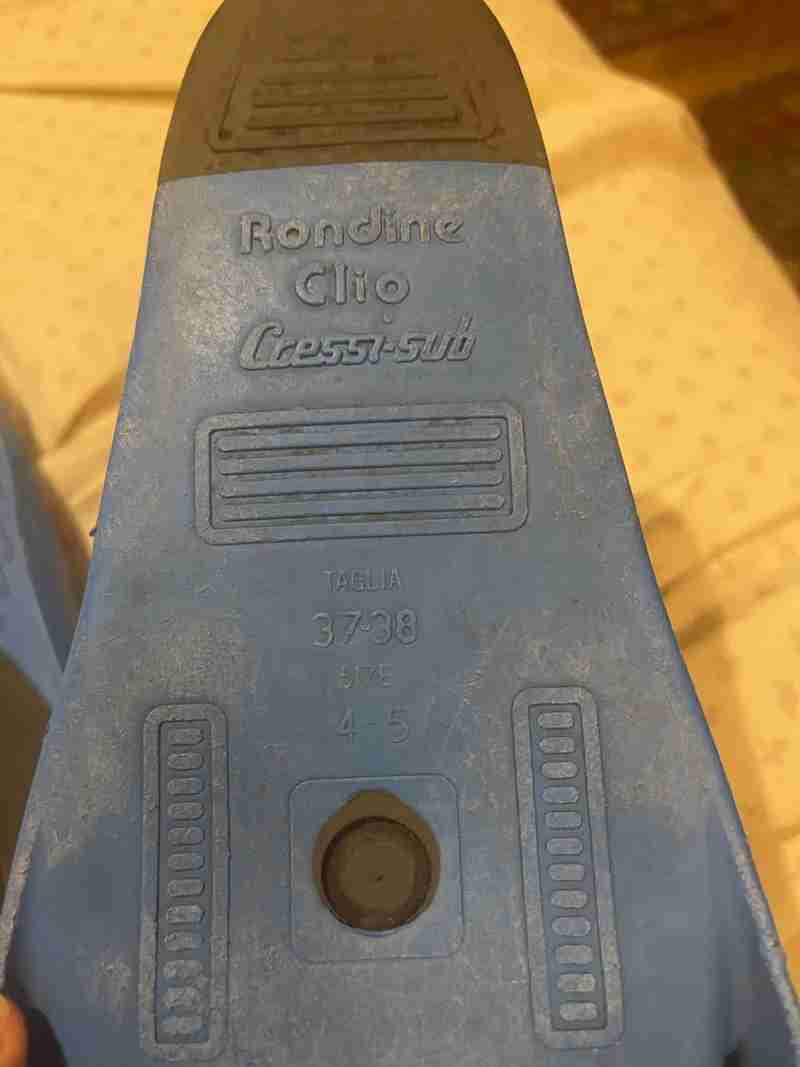 Rondine
Clio
Cressi-sub
TAGLIA
37-38
SIZE
4-5